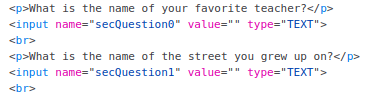 <p>What is the name of your favorite teacher?</p>
<input name="secQuestion0" value="" type="TEXT">
<br>
<p>What is the name of the street you grew up on?</p>
<input name="secQuestion1" value="" type="TEXT">
<br>